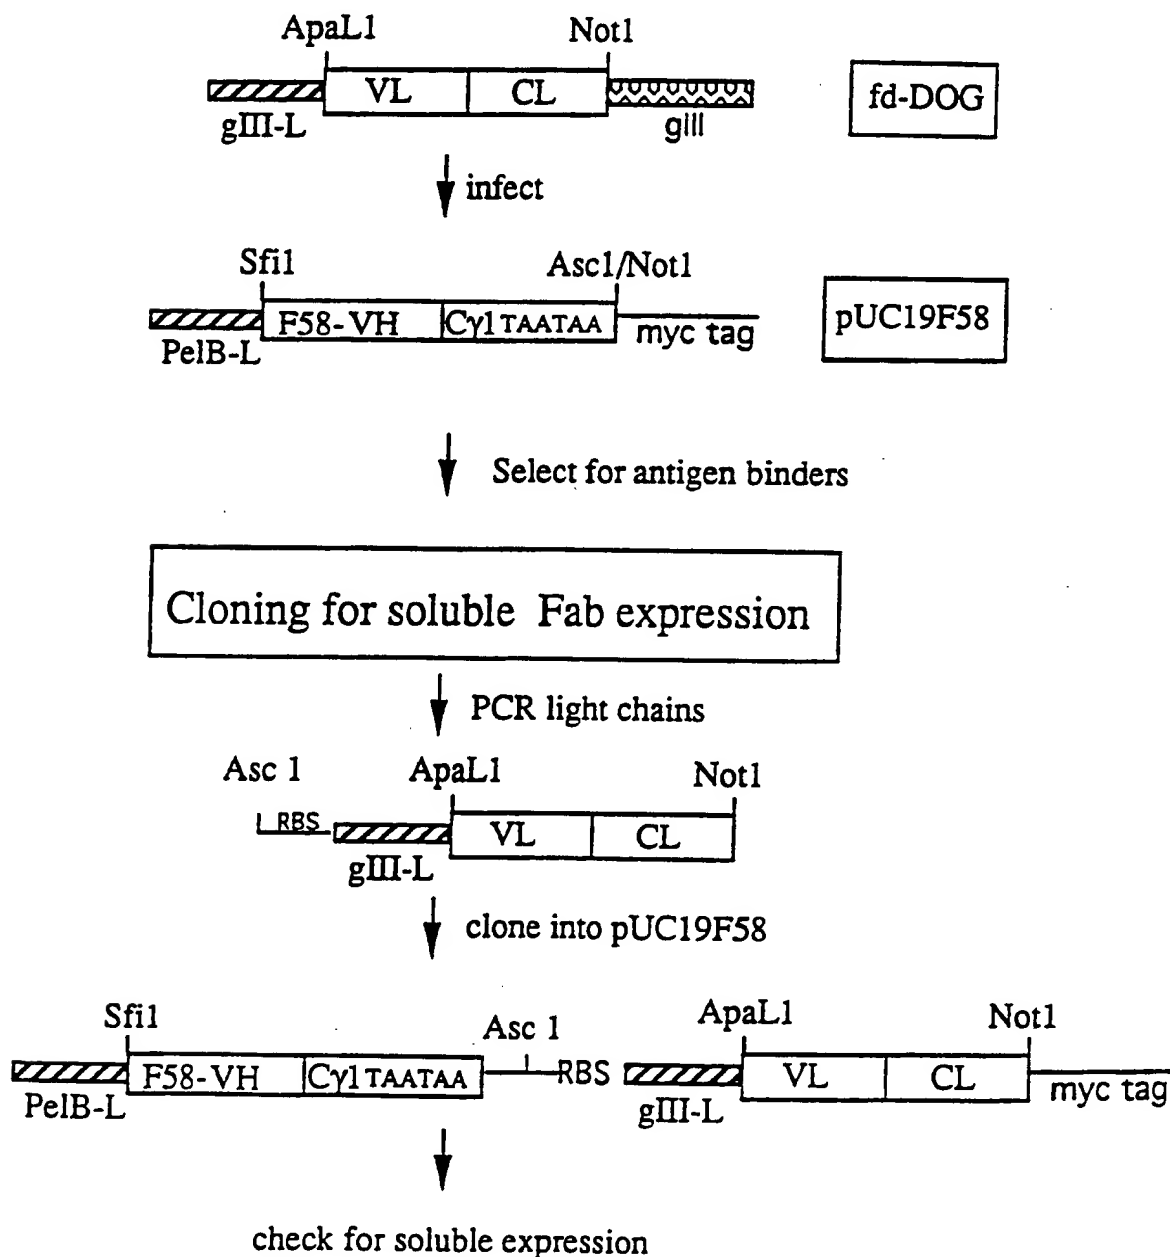 ApaL1 Not1
VL CL fd-DOG
gIII-L gIII
infect
Sfi1 Asc1/Not1
F58-VH Cγ1 TAATAA pUC19F58
PelB-L myc tag
Select for antigen binders
Cloning for soluble Fab expression
PCR light chains
Asc 1 ApaL1 Not1
RBS VL CL
gIII-L
clone into pUC19F58
Sfi1 Asc 1 ApaL1 Not1
F58-VH Cγ1 TAATAA RBS VL CL
PelB-L gIII-L myc tag
check for soluble expression